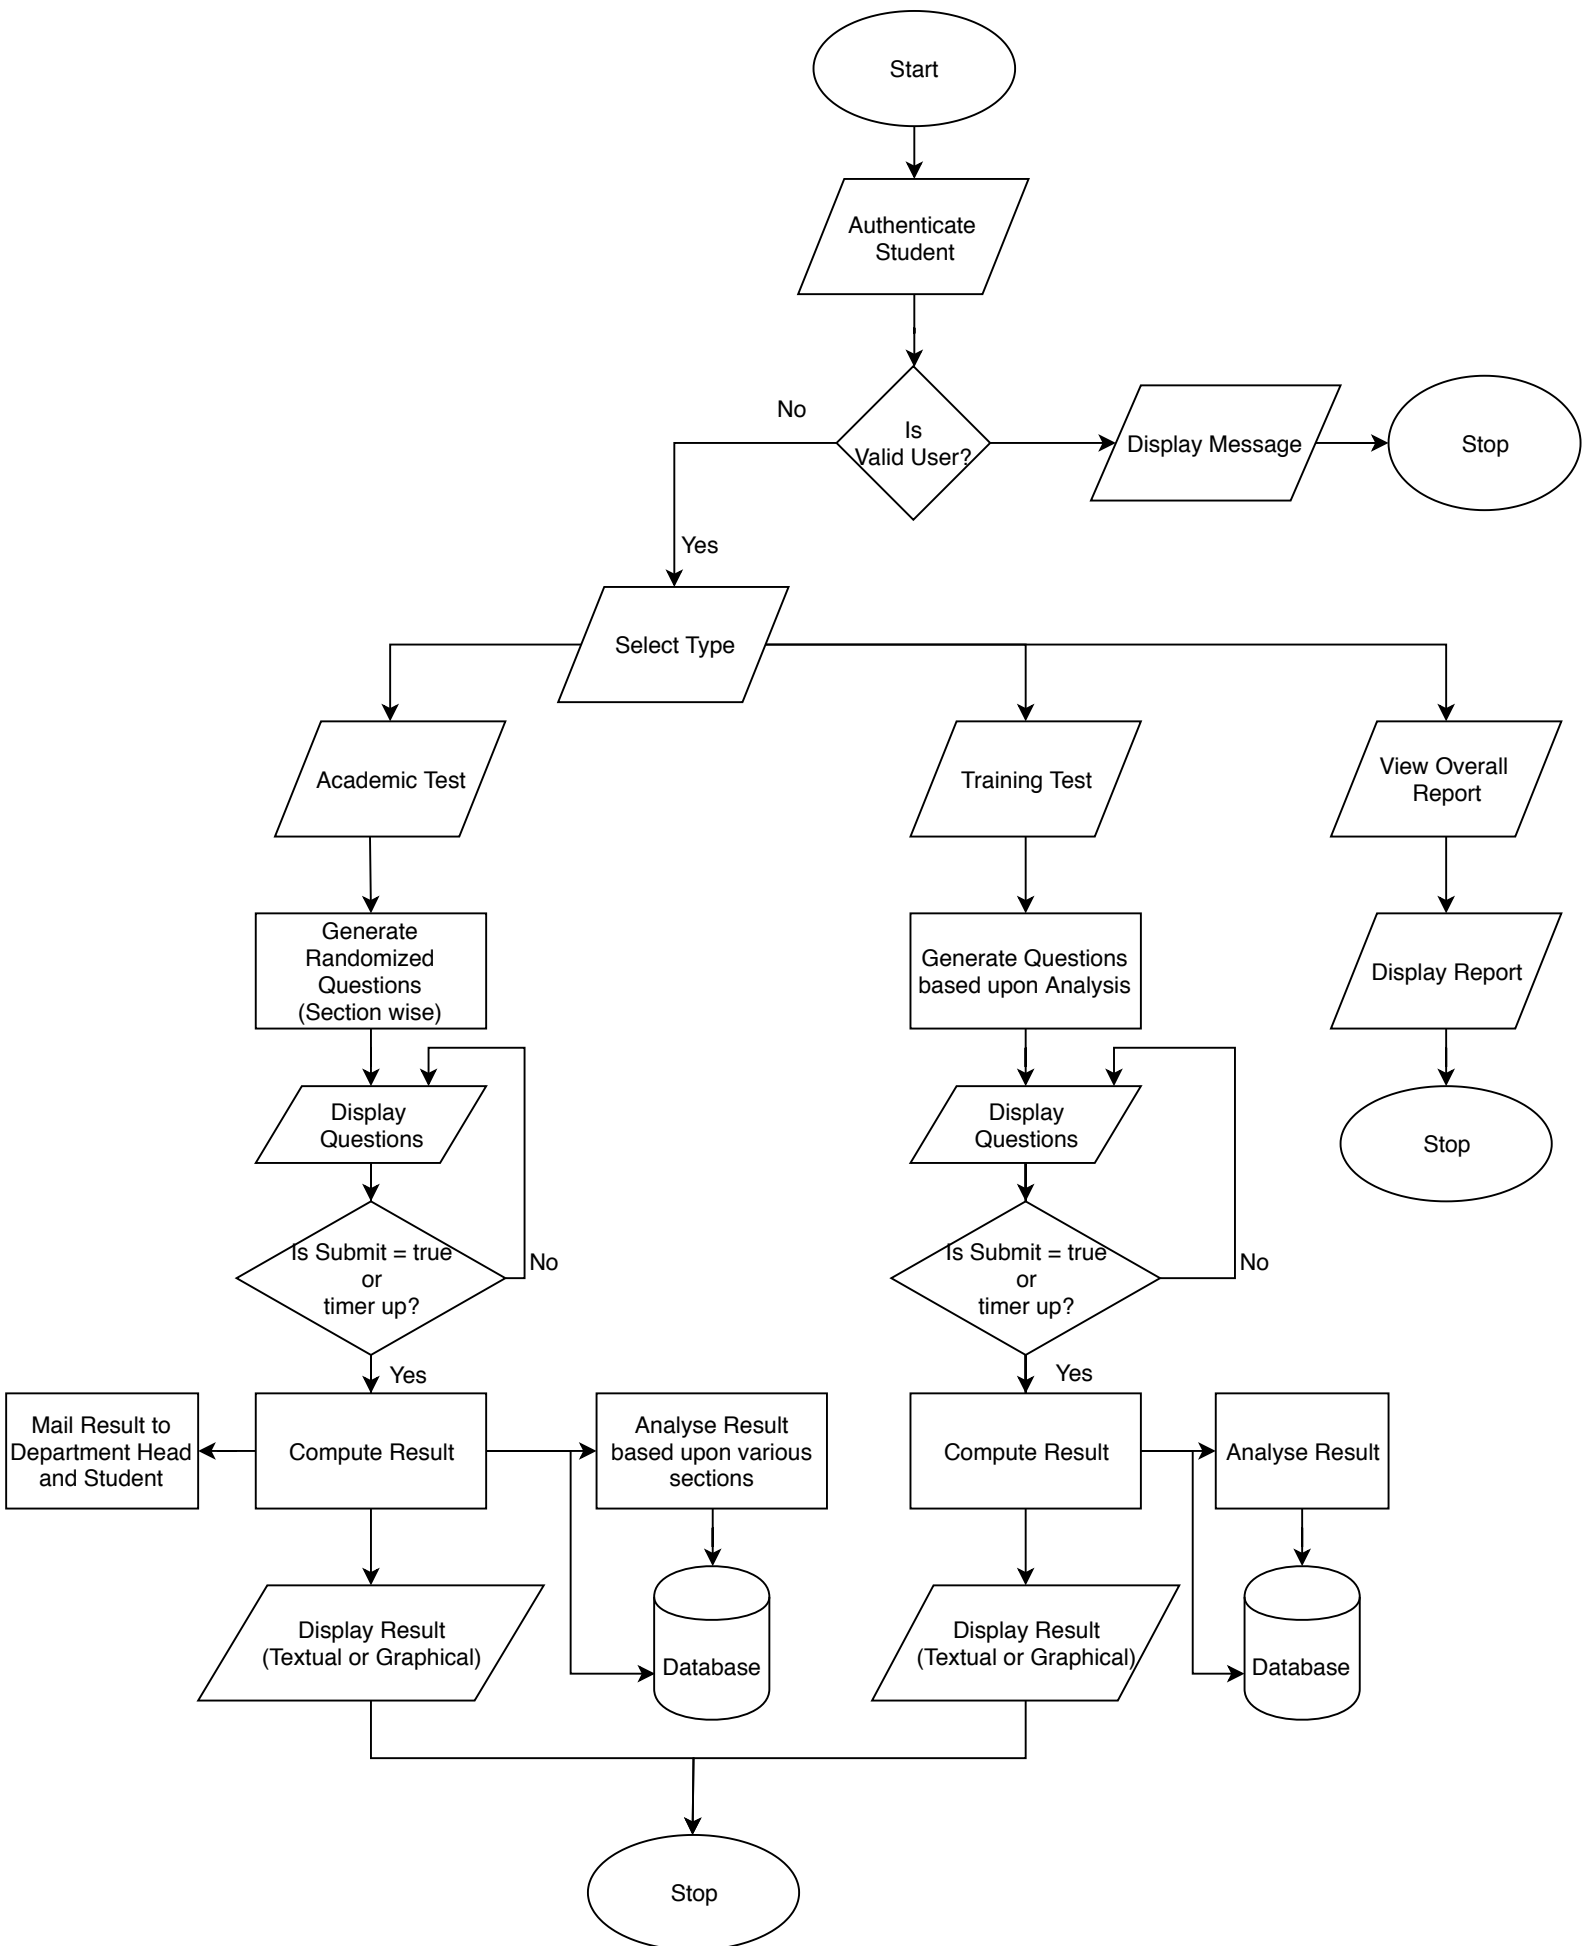 Start
Authenticate
Student
No
Is
Valid User?
Display Message
Stop
Yes
Select Type
Academic Test
Training Test
View Overall
Report
Generate
Randomized
Questions
(Section wise)
Generate Questions
based upon Analysis
Display Report
Display
Questions
Display
Questions
Stop
Is Submit = true
or
timer up?
No
Is Submit = true
or
timer up?
No
Yes
Yes
Mail Result to
Department Head
and Student
Compute Result
Analyse Result
based upon various
sections
Compute Result
Analyse Result
Display Result
(Textual or Graphical)
Database
Display Result
(Textual or Graphical)
Database
Stop